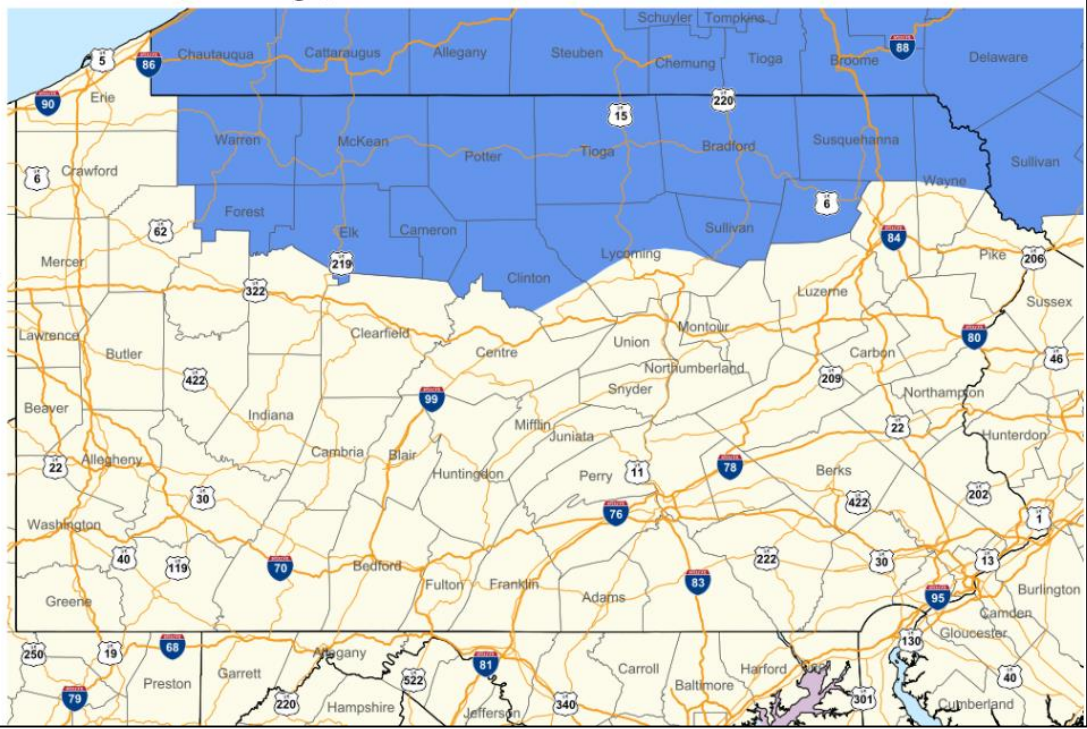 Schuyler Tompkins
5
86
Chautauqua
Cattaraugus
Allegany
Steuben
Chemung
Tioga
Broome
88
Delaware
90
Erie
15
220
Warren
McKean
Potter
Tioga
Bradford
Susquehanna
Sullivan
6
Crawford
Wayne
6
62
Forest
Elk
Cameron
Sullivan
84
Mercer
219
Lycoming
Pike
206
322
Clinton
Luzerne
Sussex
Lawrence
Butler
Clearfield
Centre
Union
Montour
80
46
Carbon
422
Snyder
Northumberland
209
Northampton
Beaver
Indiana
99
Mifflin
Juniata
22
Hunterdon
22
Allegheny
Cambria
Blair
Huntingdon
Perry
11
78
Berks
30
76
422
202
1
Washington
40
119
70
Bedford
Fulton
Franklin
83
222
30
13
Greene
Adams
95
Burlington
Camden
Gloucester
250
19
68
Garrett
Allegany
81
Carroll
Harford
130
Preston
522
Baltimore
40
79
220
Hampshire
Jefferson
340
301
Cumberland